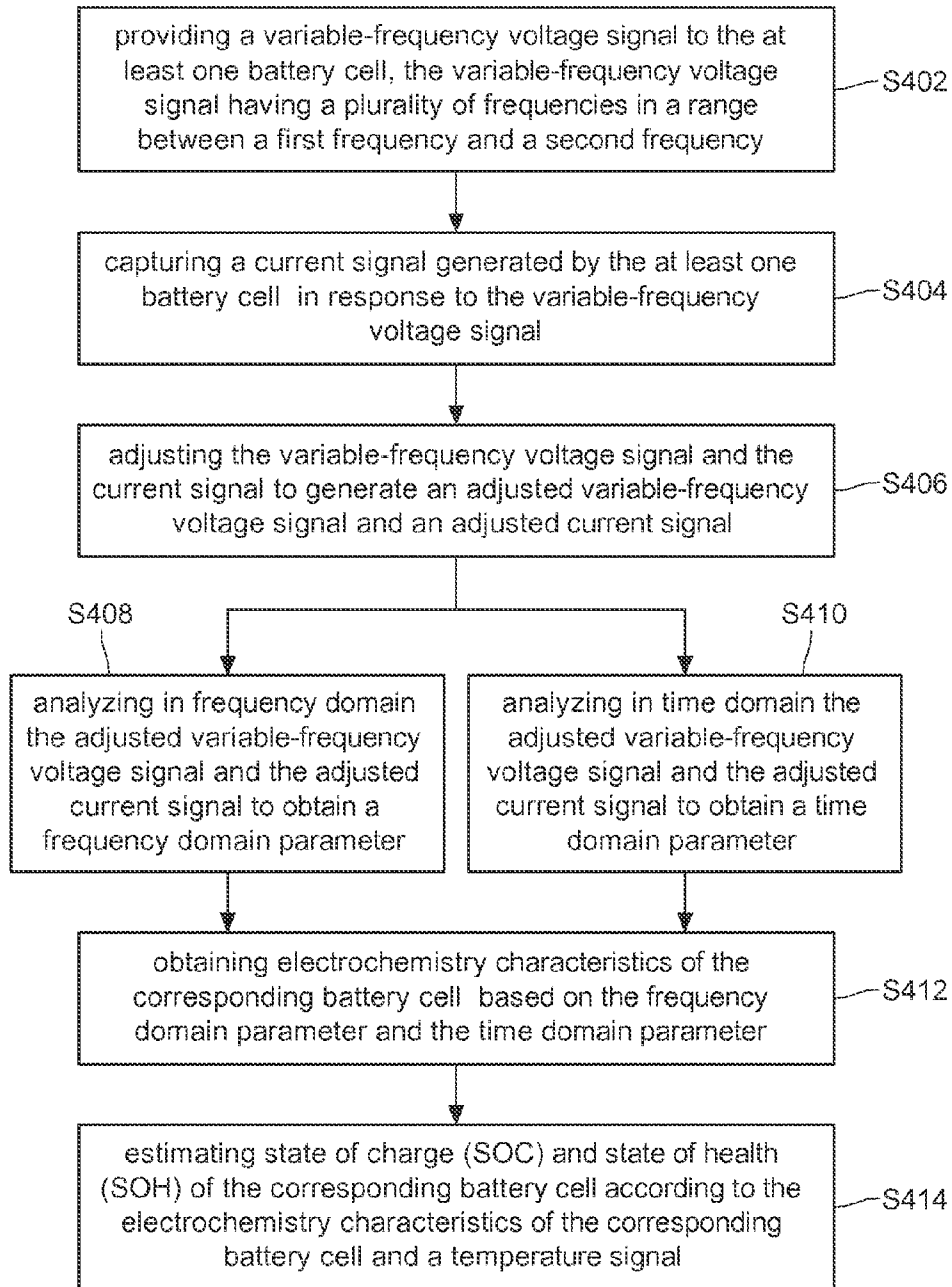 providing a variable-frequency voltage signal to the at
least one battery cell, the variable-frequency voltage
signal having a plurality of frequencies in a range
between a first frequency and a second frequency
S402
capturing a current signal generated by the at least one
battery cell in response to the variable-frequency
voltage signal
S404
adjusting the variable-frequency voltage signal and the
current signal to generate an adjusted variable-frequency
voltage signal and an adjusted current signal
S406
S408
analyzing in frequency domain
the adjusted variable-frequency
voltage signal and the adjusted
current signal to obtain a
frequency domain parameter
S410
analyzing in time domain the
adjusted variable-frequency
voltage signal and the adjusted
current signal to obtain a time
domain parameter
obtaining electrochemistry characteristics of the
corresponding battery cell based on the frequency
domain parameter and the time domain parameter
S412
estimating state of charge (SOC) and state of health
(SOH) of the corresponding battery cell according to the
electrochemistry characteristics of the corresponding
battery cell and a temperature signal
S414